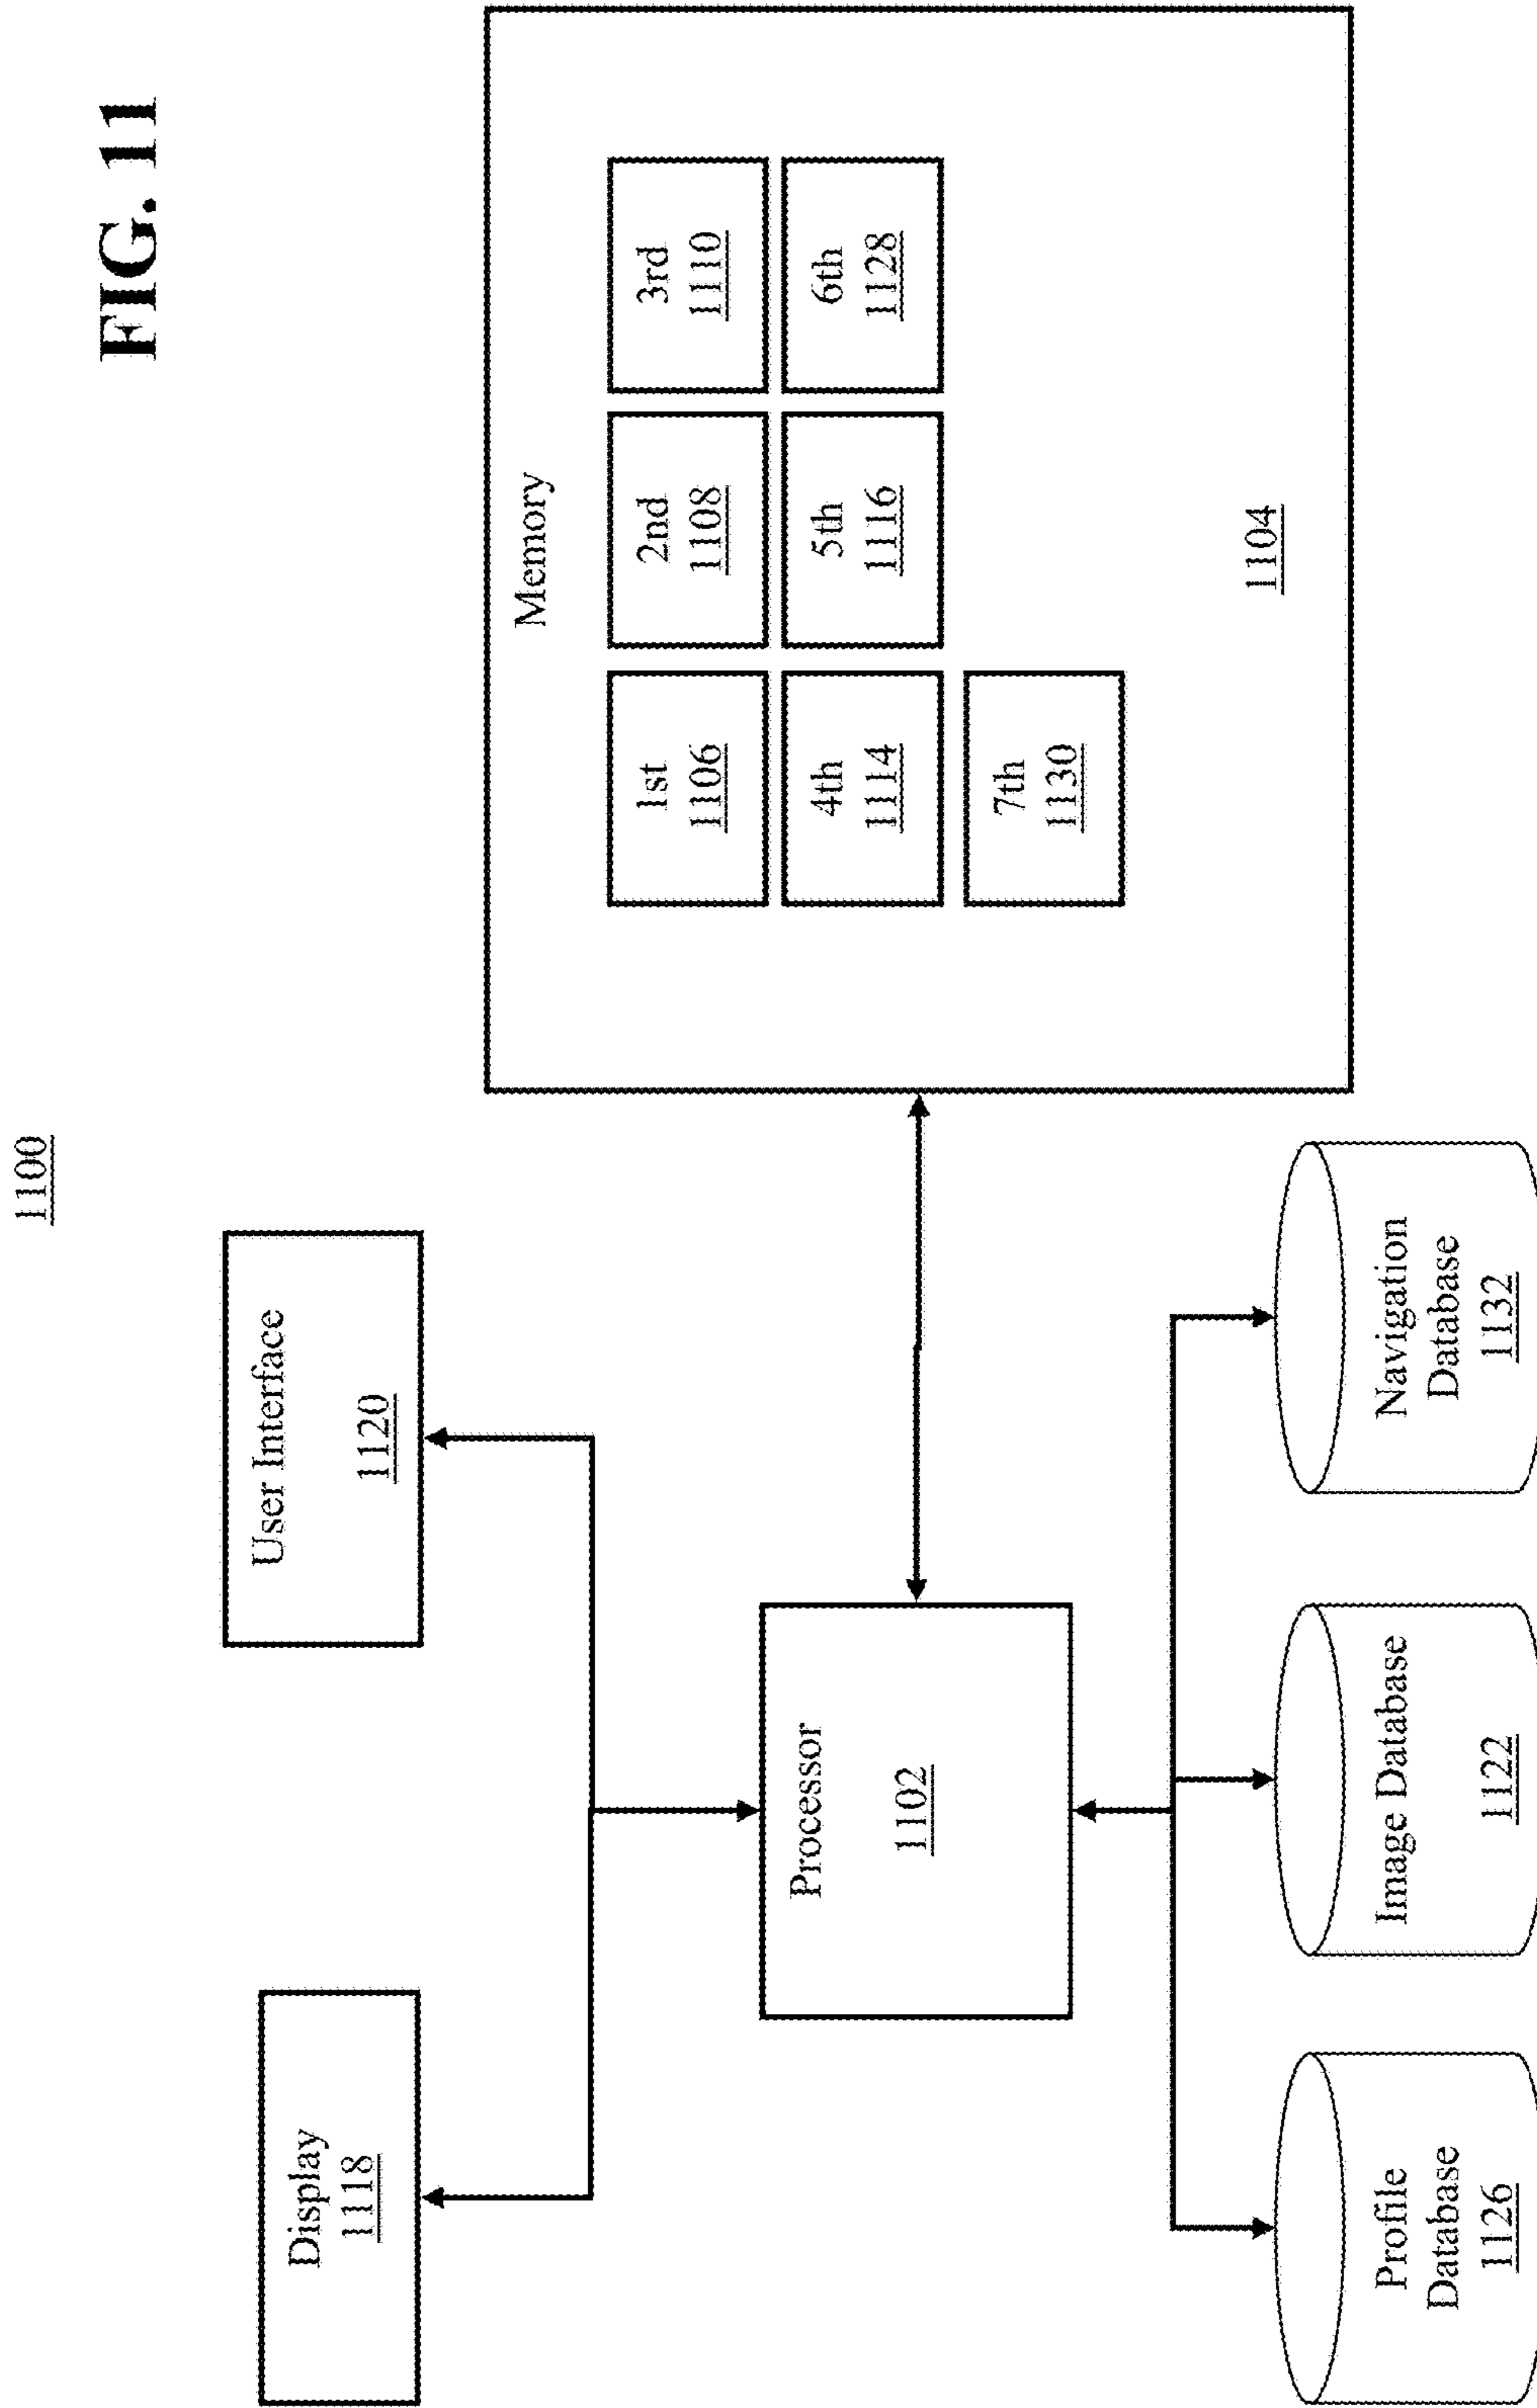 1100
FIG. 11
Display
1118
User Interface
1120
Processor
1102
Memory
1st
1106
2nd
1108
3rd
1110
4th
1114
5th
1116
6th
1128
7th
1130
1104
Profile
Database
1126
Image Database
1122
Navigation
Database
1132